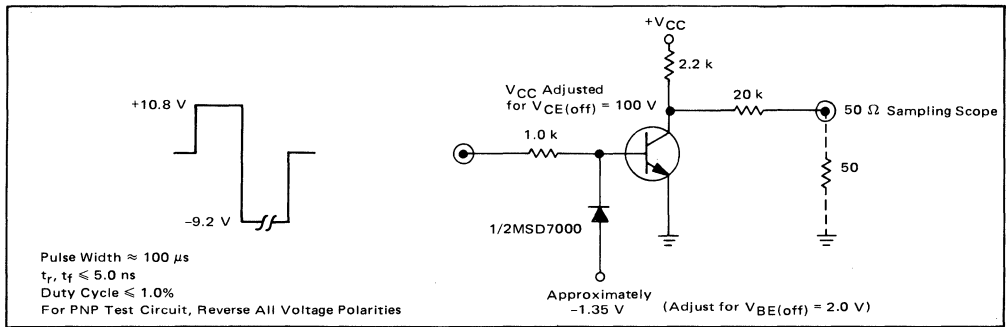 +VCC
2.2 k
VCC Adjusted
for VCE(off) = 100 V
20 k
50 Ω Sampling Scope
+10.8 V
1.0 k
50
-9.2 V
1/2MSD7000
Pulse Width ≈ 100 μs
tr, tf ⩽ 5.0 ns
Duty Cycle ⩽ 1.0%
For PNP Test Circuit, Reverse All Voltage Polarities
Approximately
-1.35 V
(Adjust for VBE(off) = 2.0 V)